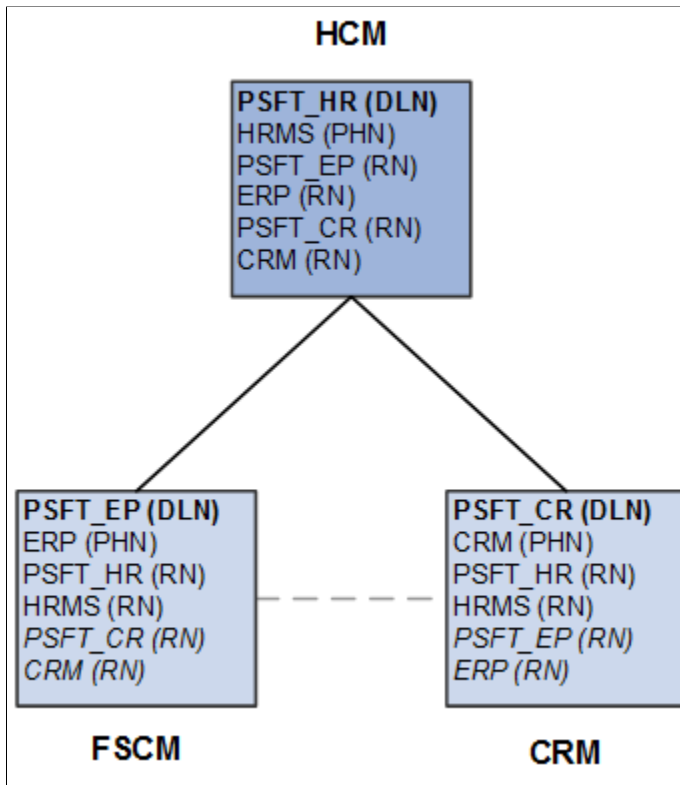 HCM
PSFT_HR (DLN)
HRMS (PHN)
PSFT_EP (RN)
ERP (RN)
PSFT_CR (RN)
CRM (RN)
PSFT_EP (DLN)
ERP (PHN)
PSFT_HR (RN)
HRMS (RN)
PSFT_CR (RN)
CRM (RN)
FSCM
PSFT_CR (DLN)
CRM (PHN)
PSFT_HR (RN)
HRMS (RN)
PSFT_EP (RN)
ERP (RN)
CRM